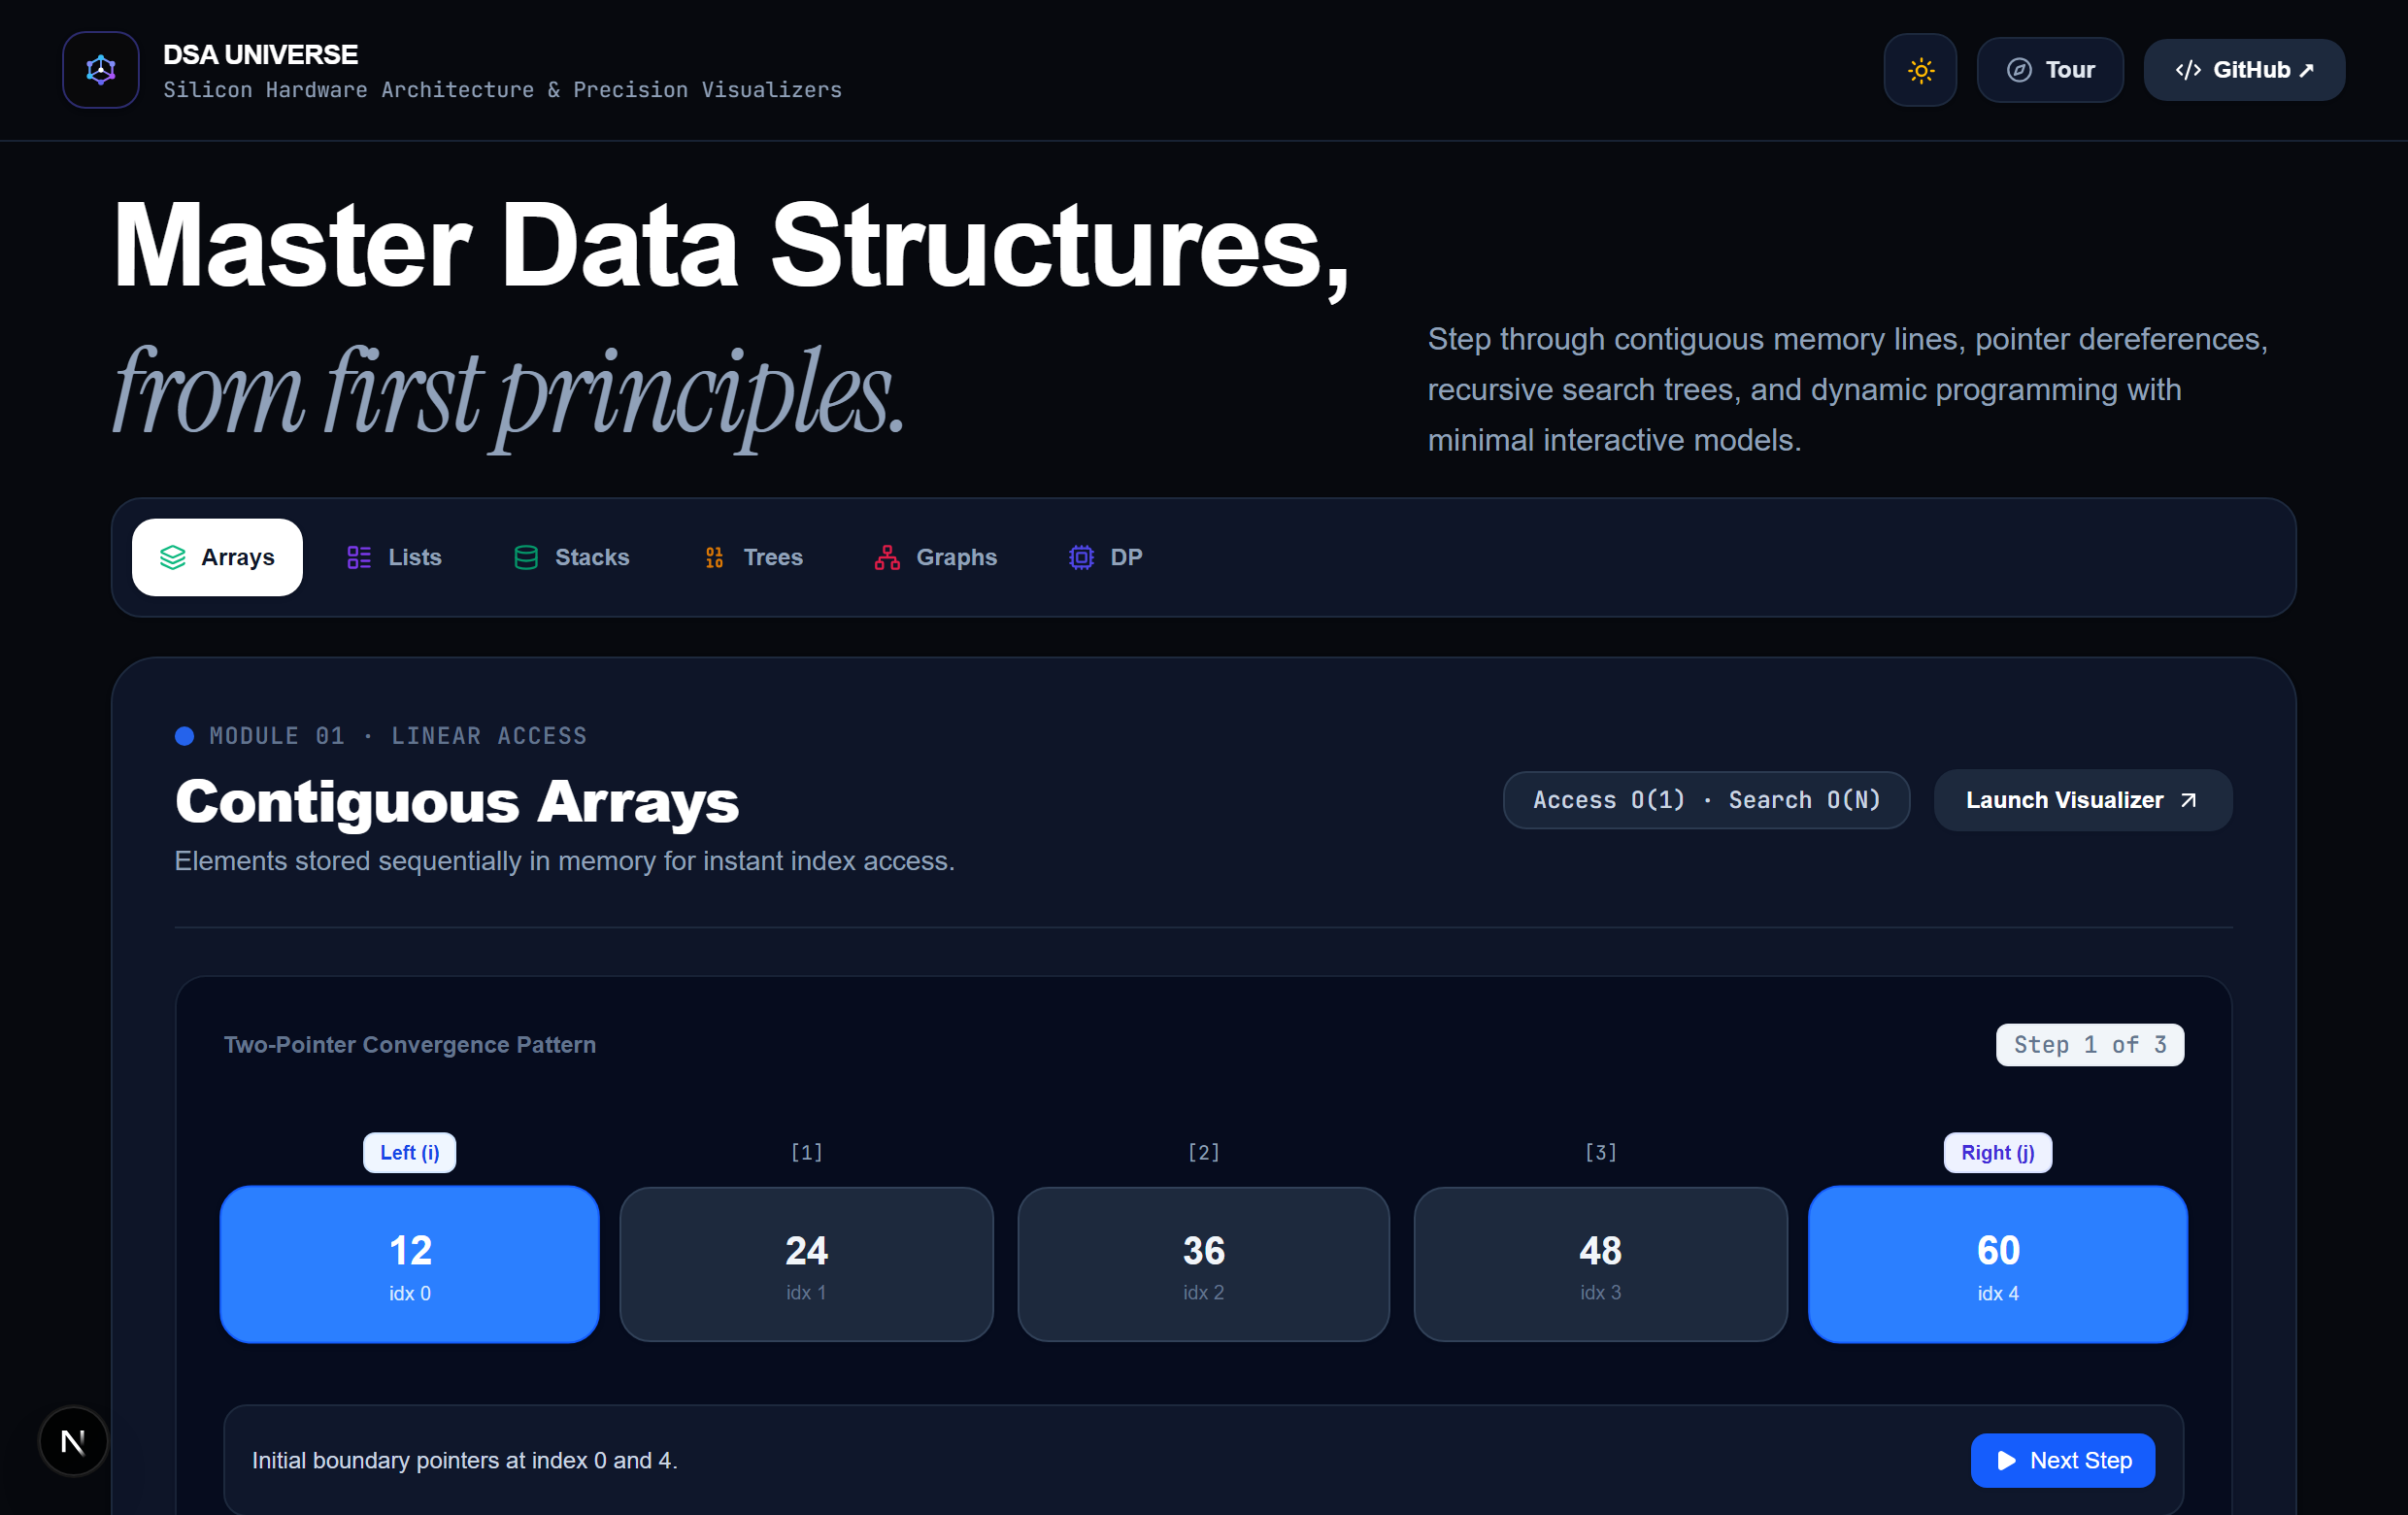 DSA UNIVERSE
Silicon Hardware Architecture & Precision Visualizers
Tour
</> GitHub ↗
Master Data Structures,
from first principles.
Step through contiguous memory lines, pointer dereferences,
recursive search trees, and dynamic programming with
minimal interactive models.
Arrays
Lists
Stacks
01
10
Trees
Graphs
DP
MODULE 01 · LINEAR ACCESS
Contiguous Arrays
Elements stored sequentially in memory for instant index access.
Access O(1) · Search O(N)
Launch Visualizer
Two-Pointer Convergence Pattern
Step 1 of 3
Left (i)
[1]
[2]
[3]
Right (j)
12
24
36
48
60
idx 0
idx 1
idx 2
idx 3
idx 4
N
Initial boundary pointers at index 0 and 4.
Next Step